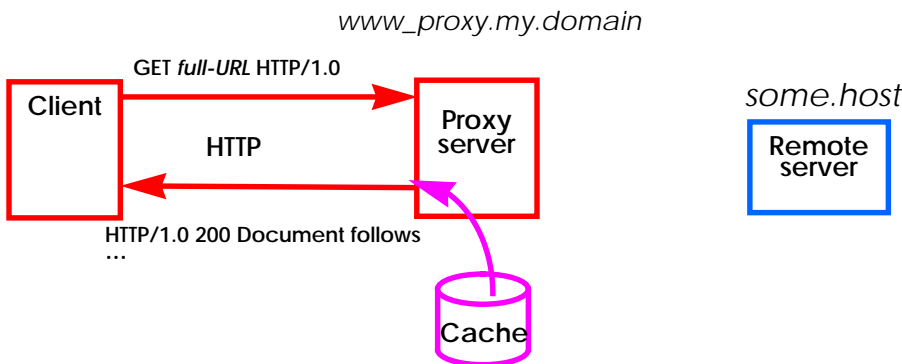 www_proxy.my.domain
GET full-URL HTTP/1.0
Client
Proxy
server
some.host
Remote
server
HTTP
HTTP/1.0 200 Document follows
...
Cache